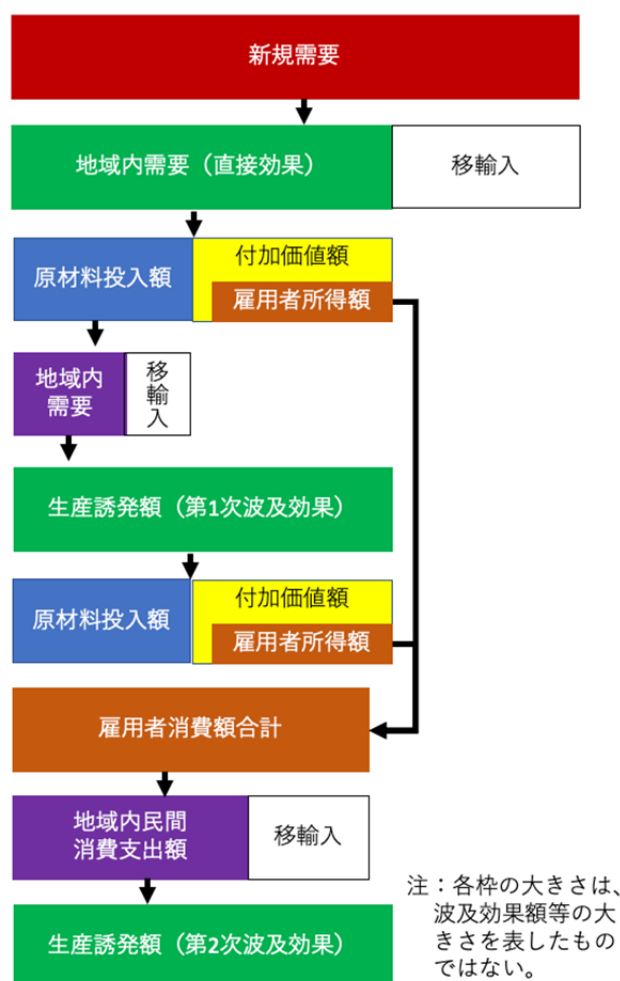 新規需要
地域内需要（直接効果）
移輸入
原材料投入額
付加価値額
雇用者所得額
地域内
需要
移
輸
入
生産誘発額（第1次波及効果）
原材料投入額
付加価値額
雇用者所得額
雇用者消費額合計
地域内民間
消費支出額
移輸入
生産誘発額（第2次波及効果）
注：各枠の大きさは、
波及効果額等の大
きさを表したもの
ではない。